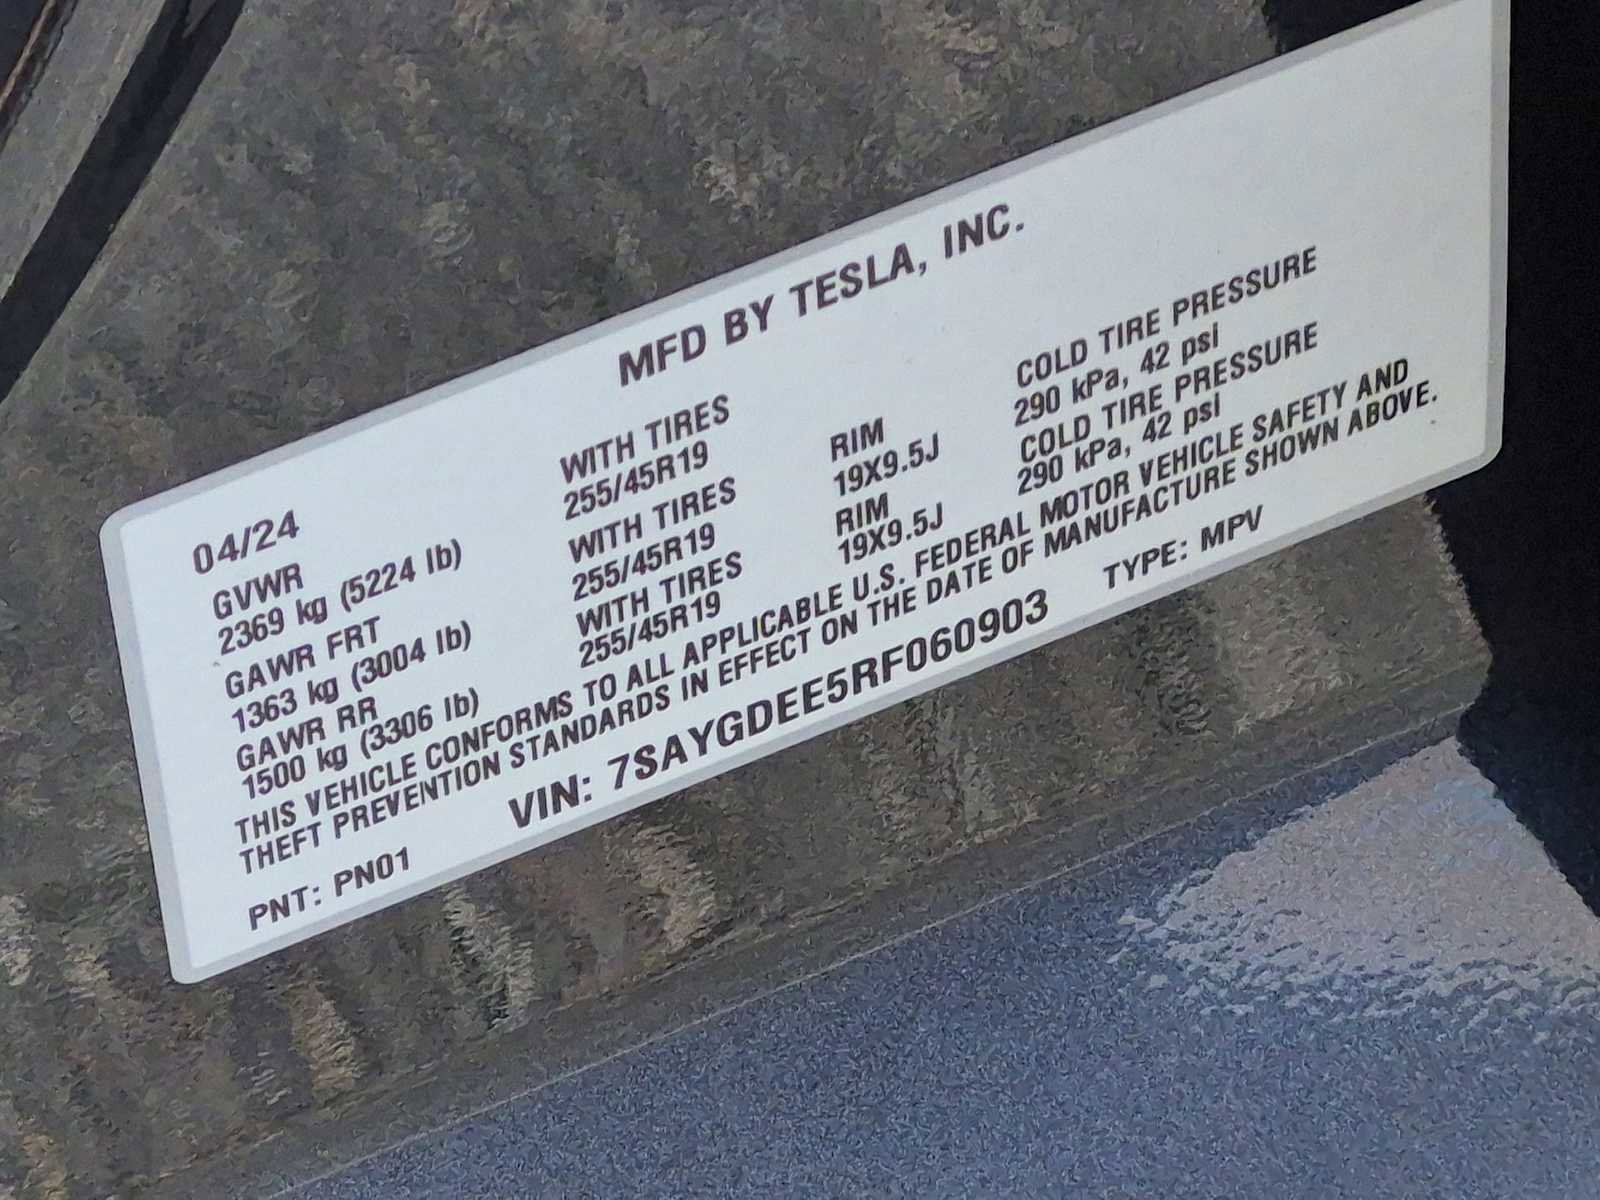 MFD BY TESLA, INC.
04/24
GVWR WITH TIRES RIM COLD TIRE PRESSURE
2369 kg (5224 lb) 255/45R19 19X9.5J 290 kPa, 42 psi
GAWR FRT WITH TIRES RIM COLD TIRE PRESSURE
1363 kg (3004 lb) 255/45R19 19X9.5J 290 kPa, 42 psi
GAWR RR WITH TIRES
1500 kg (3306 lb) 255/45R19
THIS VEHICLE CONFORMS TO ALL APPLICABLE U.S. FEDERAL MOTOR VEHICLE SAFETY AND
THEFT PREVENTION STANDARDS IN EFFECT ON THE DATE OF MANUFACTURE SHOWN ABOVE.
VIN: 7SAYGDEE5RF060903 TYPE: MPV
PNT: PN01